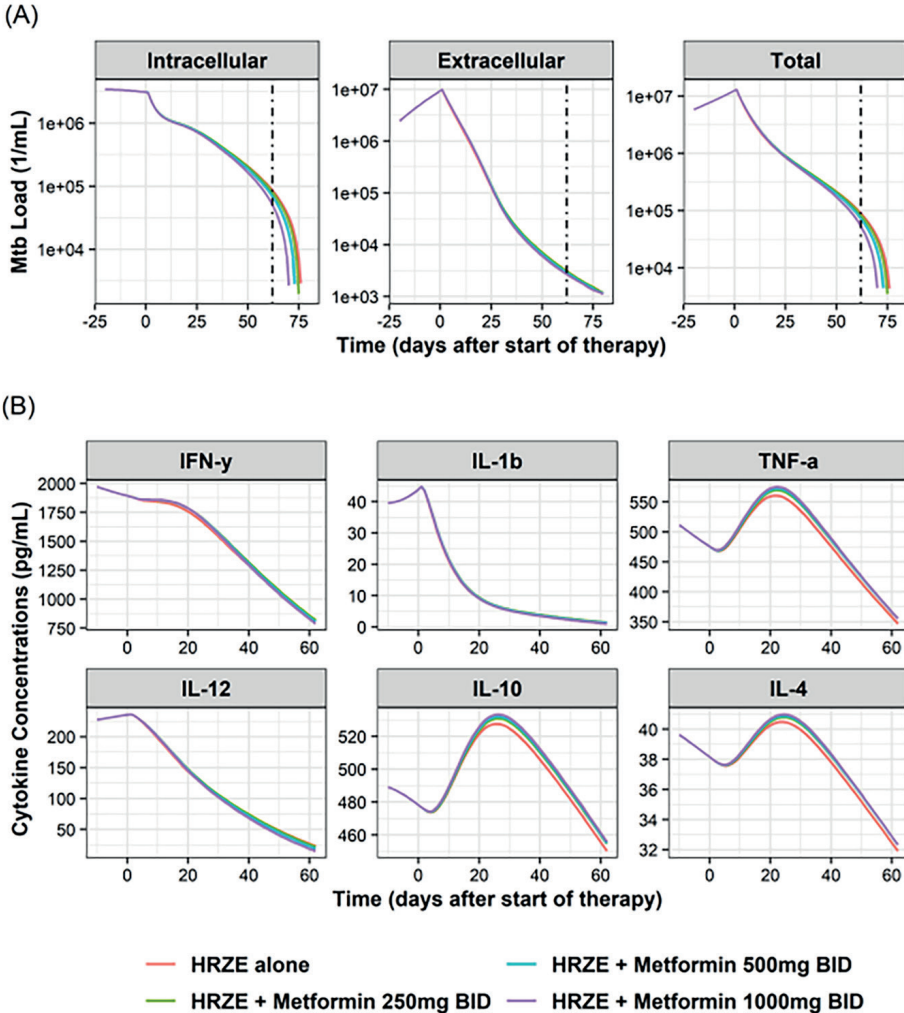 (A)
Intracellular Extracellular Total
1e+06 1e+05 1e+04
1e+07 1e+06 1e+05 1e+04 1e+03
1e+07 1e+06 1e+05 1e+04
Mtb Load (1/mL)
-25 0 25 50 75 -25 0 25 50 75 -25 0 25 50 75
Time (days after start of therapy)
(B)
IFN-y IL-1b TNF-a
2000 1750 1500 1250 1000 750
40 30 20 10 0
550 500 450 400 350
0 20 40 60 0 20 40 60 0 20 40 60
Cytokine Concentrations (pg/mL)
IL-12 IL-10 IL-4
200 150 100 50
520 500 480 460
40 38 36 34 32
0 20 40 60 0 20 40 60 0 20 40 60
Time (days after start of therapy)
HRZE alone HRZE + Metformin 500mg BID
HRZE + Metformin 250mg BID HRZE + Metformin 1000mg BID